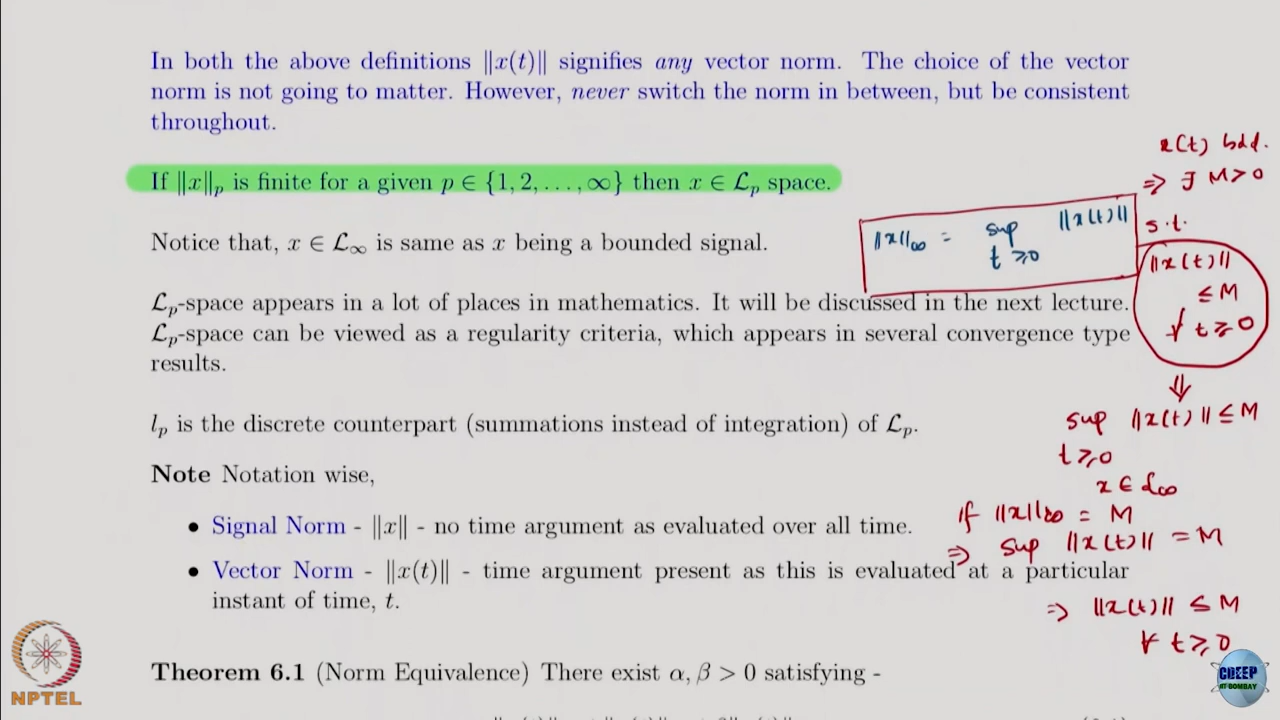 In both the above definitions ‖x(t)‖ signifies any vector norm. The choice of the vector
norm is not going to matter. However, never switch the norm in between, but be consistent
throughout.
x(t) bdd.
⇒ ∃ M>0
s.t.
‖x(t)‖
≤ M
∀ t ≥ 0
If ‖x‖ₚ is finite for a given p ∈ {1, 2, . . . , ∞} then x ∈ ℒₚ space.
‖x‖∞ = sup ‖x(t)‖
t ≥ 0
Notice that, x ∈ ℒ∞ is same as x being a bounded signal.
ℒₚ-space appears in a lot of places in mathematics. It will be discussed in the next lecture.
ℒₚ-space can be viewed as a regularity criteria, which appears in several convergence type
results.
⇓
sup ‖x(t)‖ ≤ M
t ≥ 0
x ∈ ℒ∞
lₚ is the discrete counterpart (summations instead of integration) of ℒₚ.
Note Notation wise,
if ‖x‖∞ = M
⇒ sup ‖x(t)‖ = M
⇒ ‖x(t)‖ ≤ M
∀ t ≥ 0
• Signal Norm - ‖x‖ - no time argument as evaluated over all time.
• Vector Norm - ‖x(t)‖ - time argument present as this is evaluated at a particular
instant of time, t.
Theorem 6.1 (Norm Equivalence) There exist α, β > 0 satisfying -
NPTEL
CDEEP
IIT BOMBAY